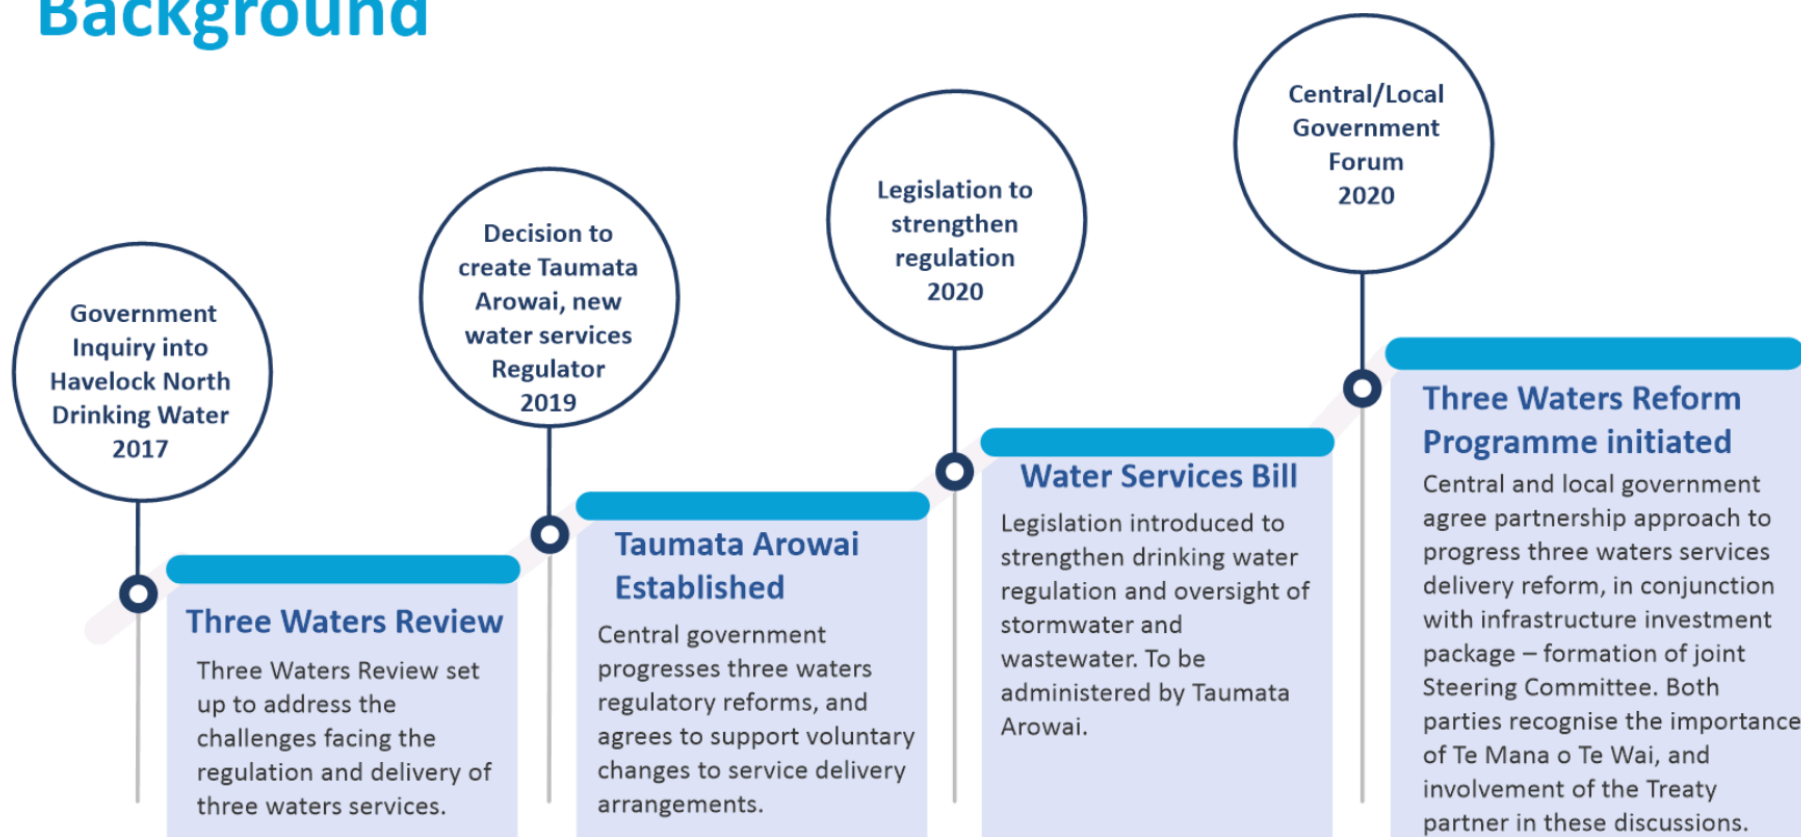 Background
Government
Inquiry into
Havelock North
Drinking Water
2017
Three Waters Review
Three Waters Review set
up to address the
challenges facing the
regulation and delivery of
three waters services.
Decision to
create Taumata
Arowai, new
water services
Regulator
2019
Taumata Arowai
Established
Central government
progresses three waters
regulatory reforms, and
agrees to support voluntary
changes to service delivery
arrangements.
Legislation to
strengthen
regulation
2020
Water Services Bill
Legislation introduced to
strengthen drinking water
regulation and oversight of
stormwater and
wastewater. To be
administered by Taumata
Arowai.
Central/Local
Government
Forum
2020
Three Waters Reform
Programme initiated
Central and local government
agree partnership approach to
progress three waters services
delivery reform, in conjunction
with infrastructure investment
package – formation of joint
Steering Committee. Both
parties recognise the importance
of Te Mana o Te Wai, and
involvement of the Treaty
partner in these discussions.